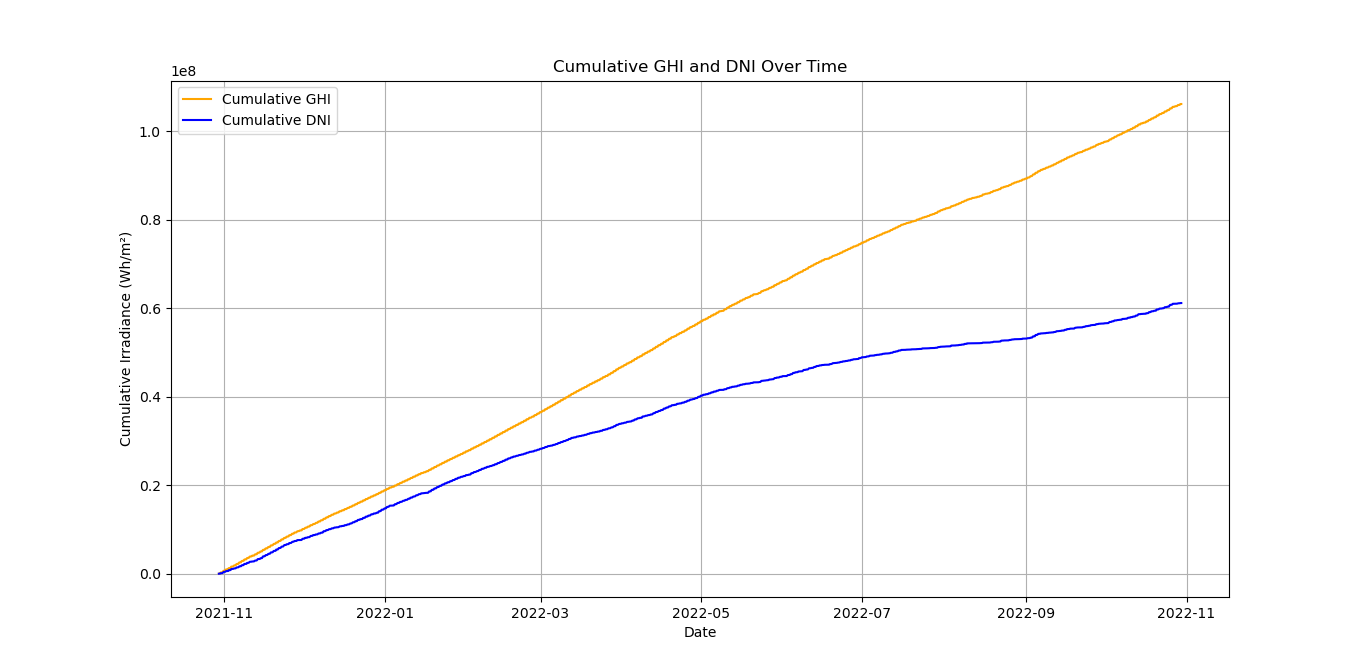 Cumulative GHI and DNI Over Time
1e8
Cumulative GHI
Cumulative DNI
Cumulative Irradiance (Wh/m²)
1.0
0.8
0.6
0.4
0.2
0.0
2021-11 2022-01 2022-03 2022-05 2022-07 2022-09 2022-11
Date